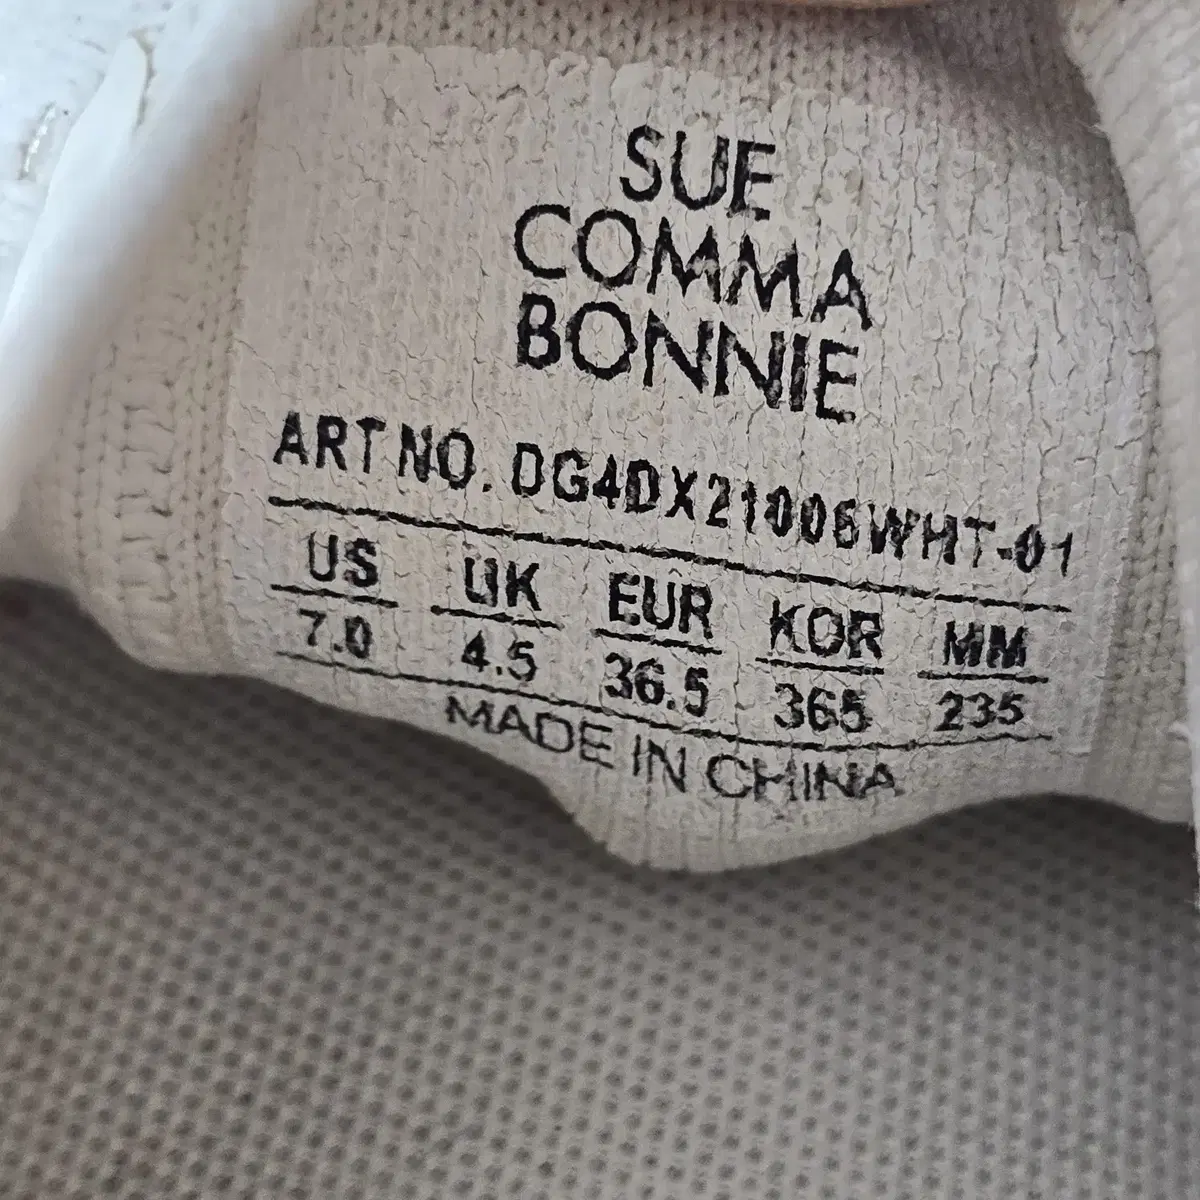 SUE
COMMA
BONNIE
ART NO. DG4DX21006WHT-01
US UK EUR KOR MM
7.0 4.5 36.5 365 235
MADE IN CHINA